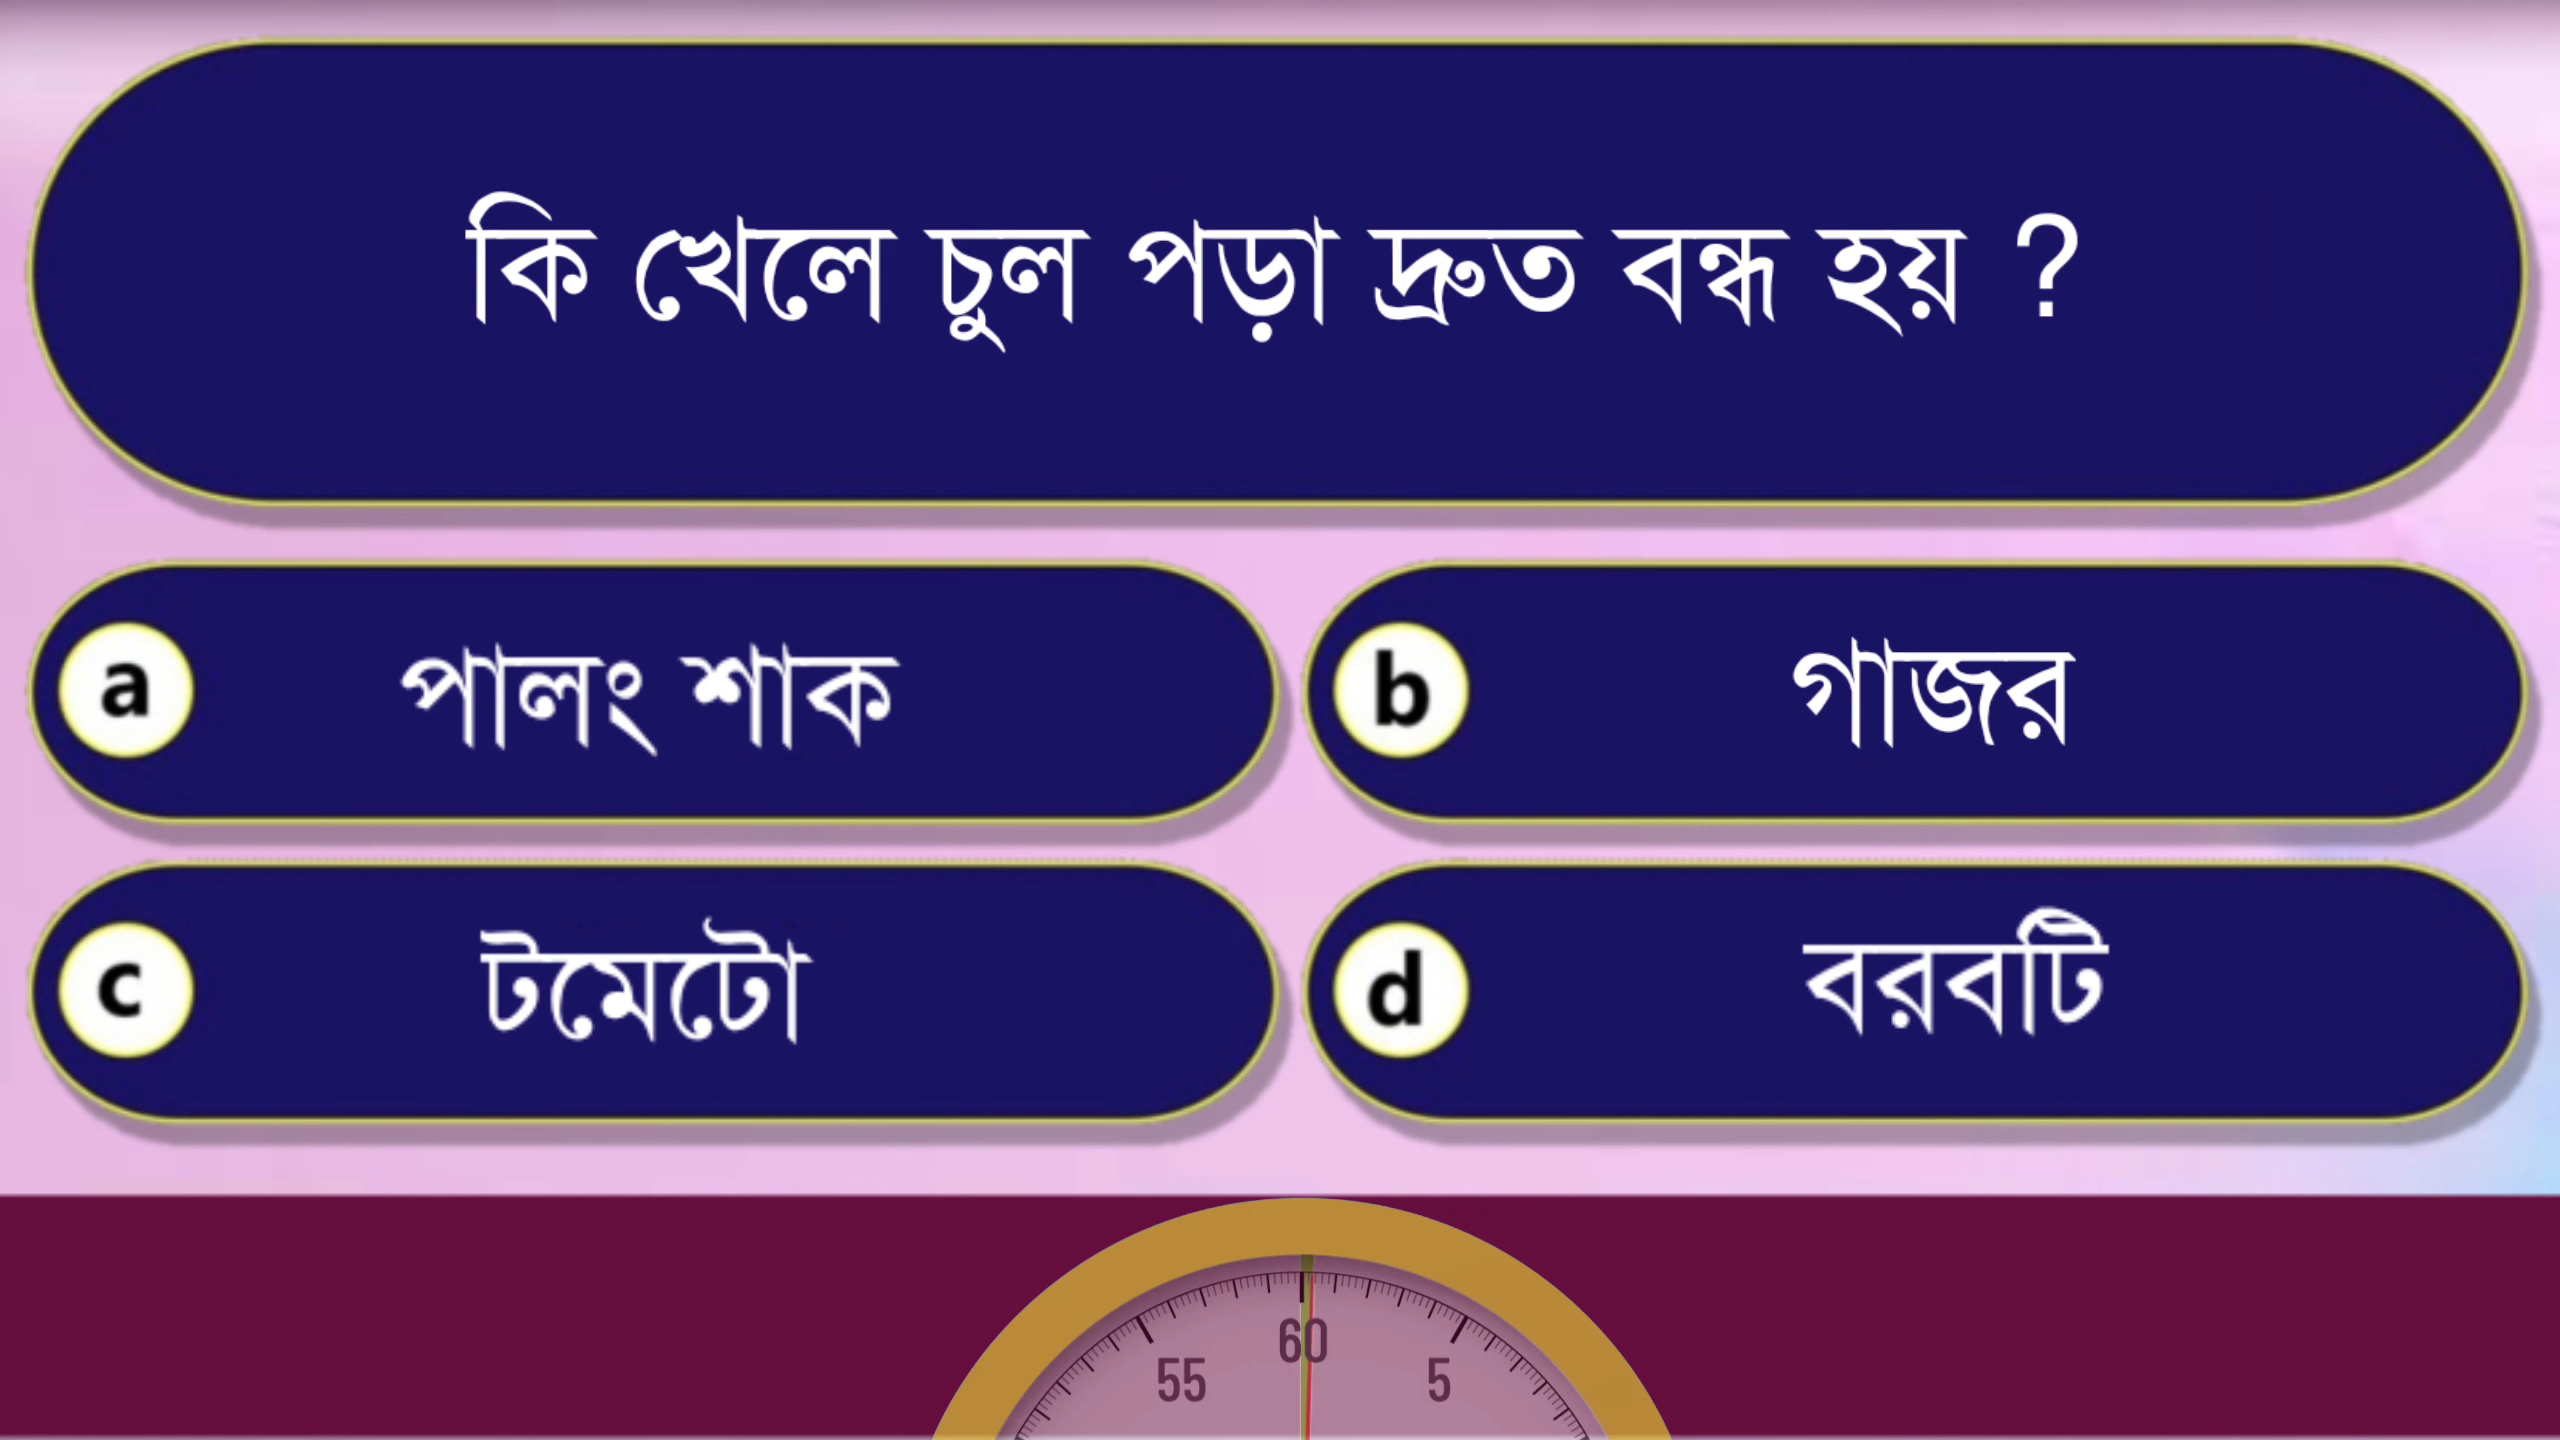 কি খেলে চুল পড়া দ্রুত বন্ধ হয় ?
a পালং শাক
b গাজর
c টমেটো
d বরবটি
55 60 5